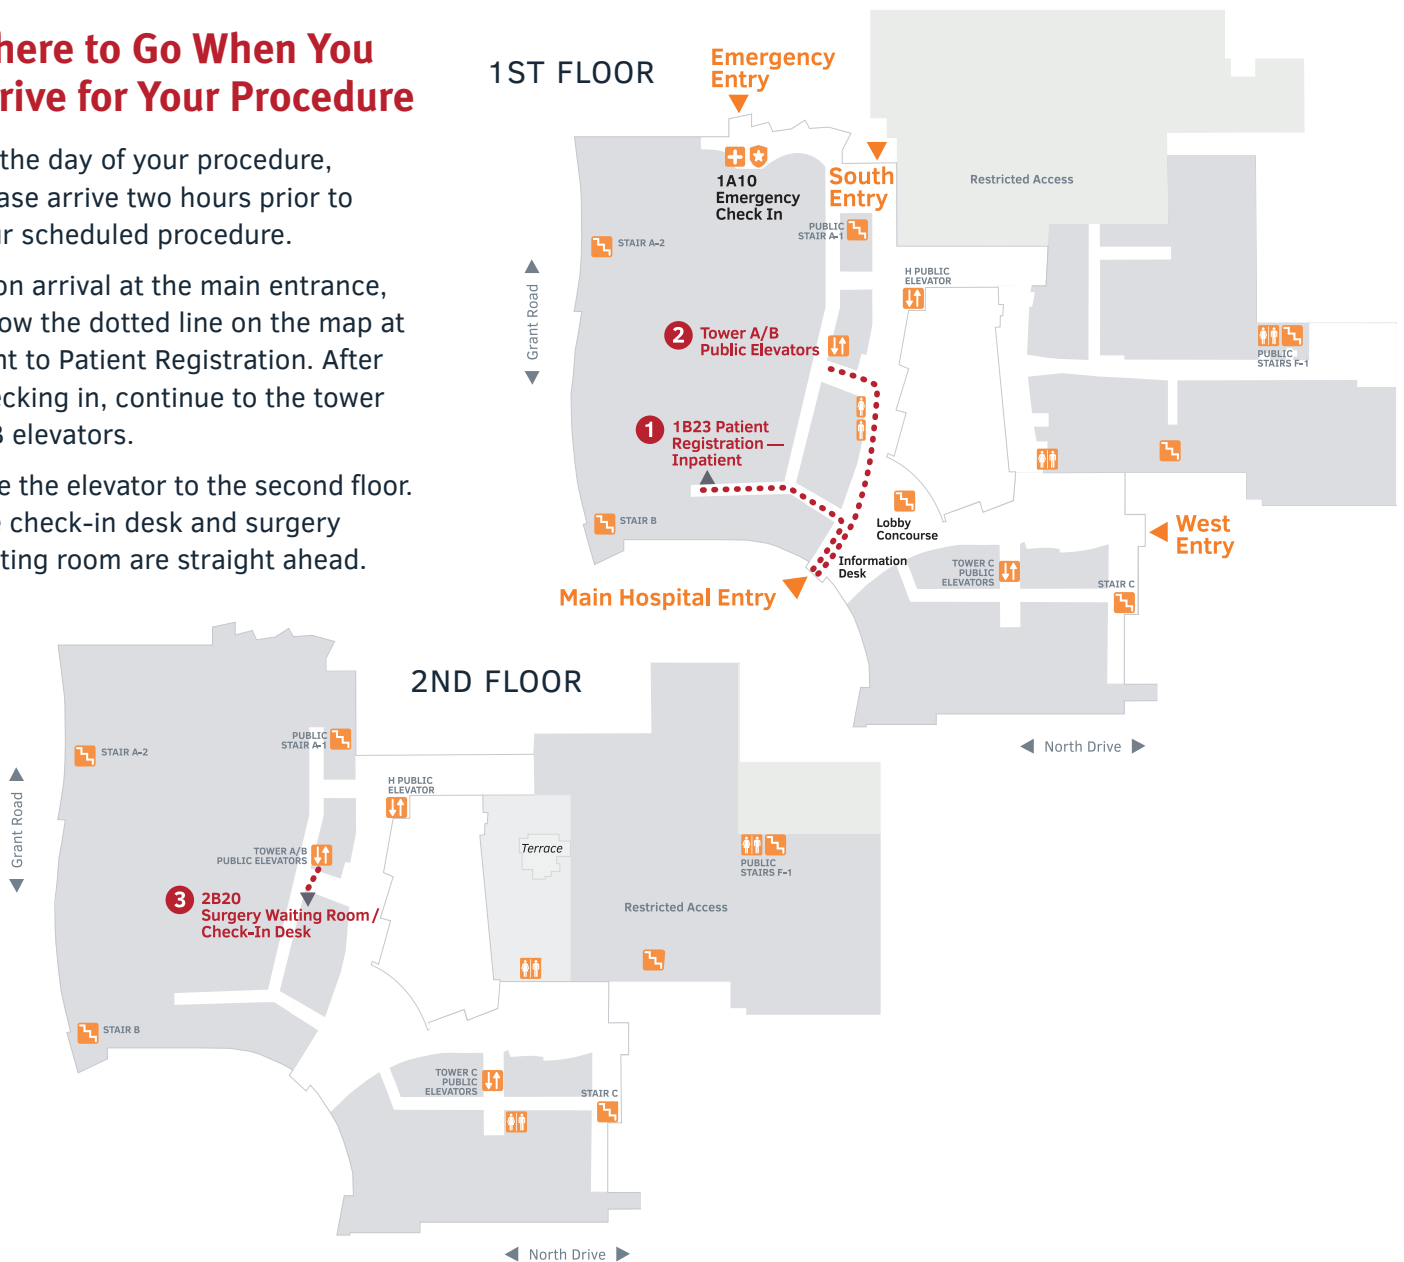 here to Go When You
rive for Your Procedure
the day of your procedure,
ase arrive two hours prior to
ur scheduled procedure.
on arrival at the main entrance,
ow the dotted line on the map at
nt to Patient Registration. After
ecking in, continue to the tower
B elevators.
e the elevator to the second floor.
e check-in desk and surgery
ting room are straight ahead.
1ST FLOOR
Emergency
Entry
1A10
Emergency
Check In
South
Entry
Restricted Access
STAIR A-2
PUBLIC
STAIR A-1
H PUBLIC
ELEVATOR
Grant Road
2
Tower A/B
Public Elevators
PUBLIC
STAIRS F-1
1
1B23 Patient
Registration —
Inpatient
STAIR B
Lobby
Concourse
Information
Desk
West
Entry
TOWER C
PUBLIC
ELEVATORS
STAIR C
Main Hospital Entry
North Drive
2ND FLOOR
STAIR A-2
PUBLIC
STAIR A-1
H PUBLIC
ELEVATOR
Grant Road
TOWER A/B
PUBLIC ELEVATORS
Terrace
PUBLIC
STAIRS F-1
3
2B20
Surgery Waiting Room /
Check-In Desk
Restricted Access
STAIR B
TOWER C
PUBLIC
ELEVATORS
STAIR C
North Drive